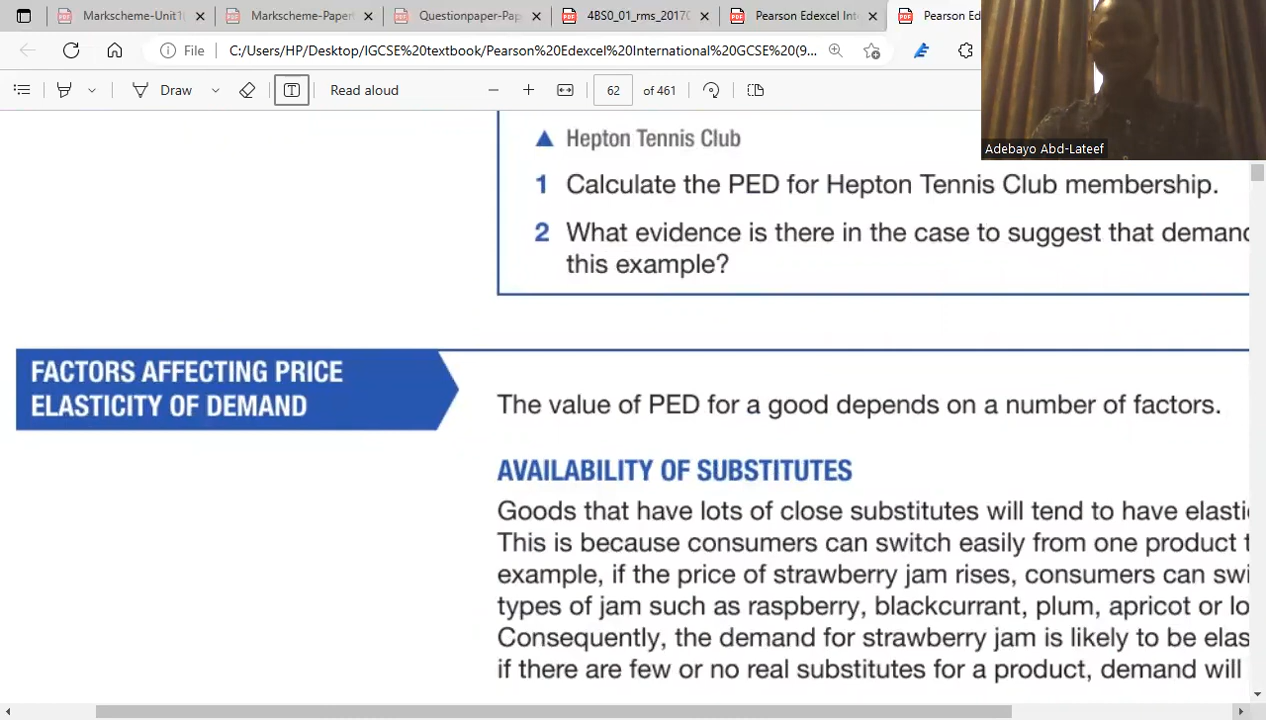 Markscheme-Unit1(
Markscheme-Paper
Questionpaper-Pap
4BS0_01_rms_2017
Pearson Edexcel Int
Pearson Ed
File
C:/Users/HP/Desktop/IGCSE%20textbook/Pearson%20Edexcel%20International%20GCSE%20(9...
Draw
T
Read aloud
62
of 461
Adebayo Abd-Lateef
Hepton Tennis Club
1 Calculate the PED for Hepton Tennis Club membership.
2 What evidence is there in the case to suggest that demand
this example?
FACTORS AFFECTING PRICE
ELASTICITY OF DEMAND
The value of PED for a good depends on a number of factors.
AVAILABILITY OF SUBSTITUTES
Goods that have lots of close substitutes will tend to have elasti
This is because consumers can switch easily from one product t
example, if the price of strawberry jam rises, consumers can swi
types of jam such as raspberry, blackcurrant, plum, apricot or lo
Consequently, the demand for strawberry jam is likely to be elas
if there are few or no real substitutes for a product, demand will